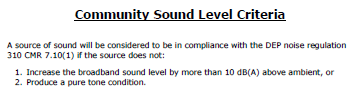 Community Sound Level Criteria
A source of sound will be considered to be in compliance with the DEP noise regulation
310 CMR 7.10(1) if the source does not:
1. Increase the broadband sound level by more than 10 dB(A) above ambient, or
2. Produce a pure tone condition.